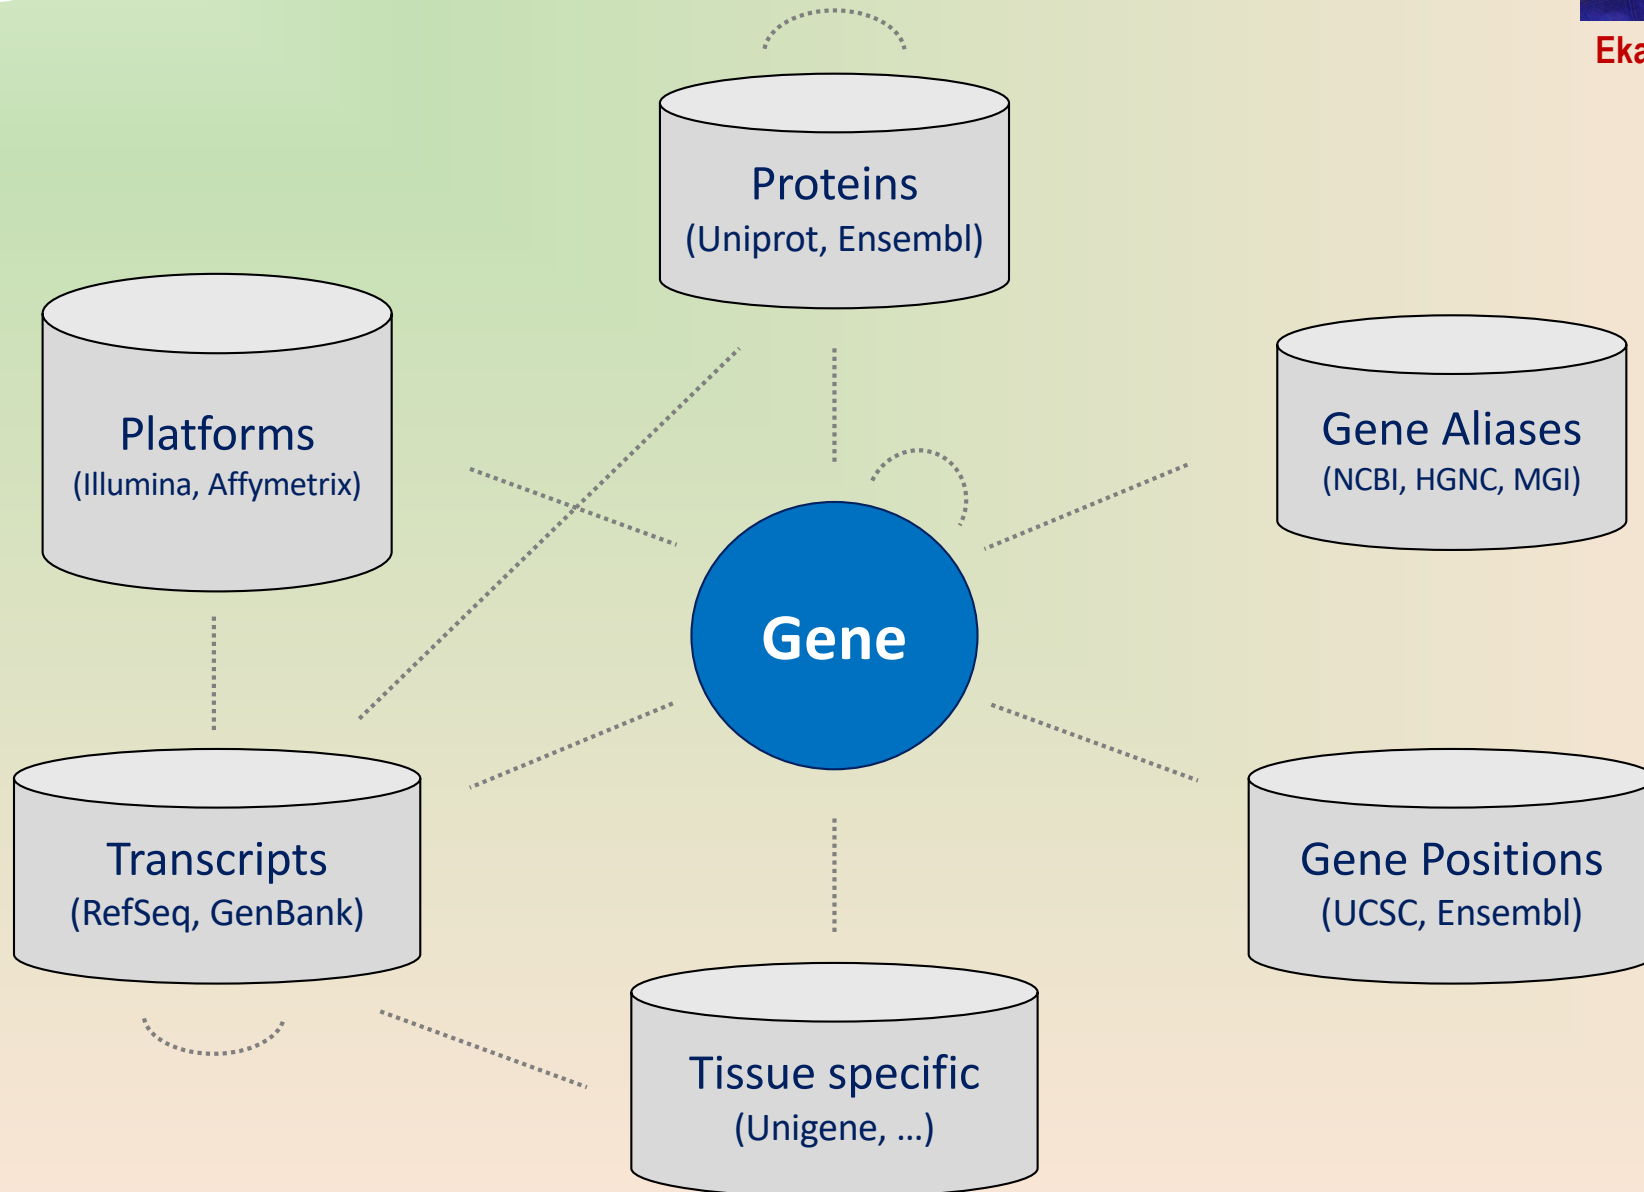 Eka
Proteins
(Uniprot, Ensembl)
Platforms
(Illumina, Affymetrix)
Gene Aliases
(NCBI, HGNC, MGI)
Gene
Transcripts
(RefSeq, GenBank)
Gene Positions
(UCSC, Ensembl)
Tissue specific
(Unigene, ...)